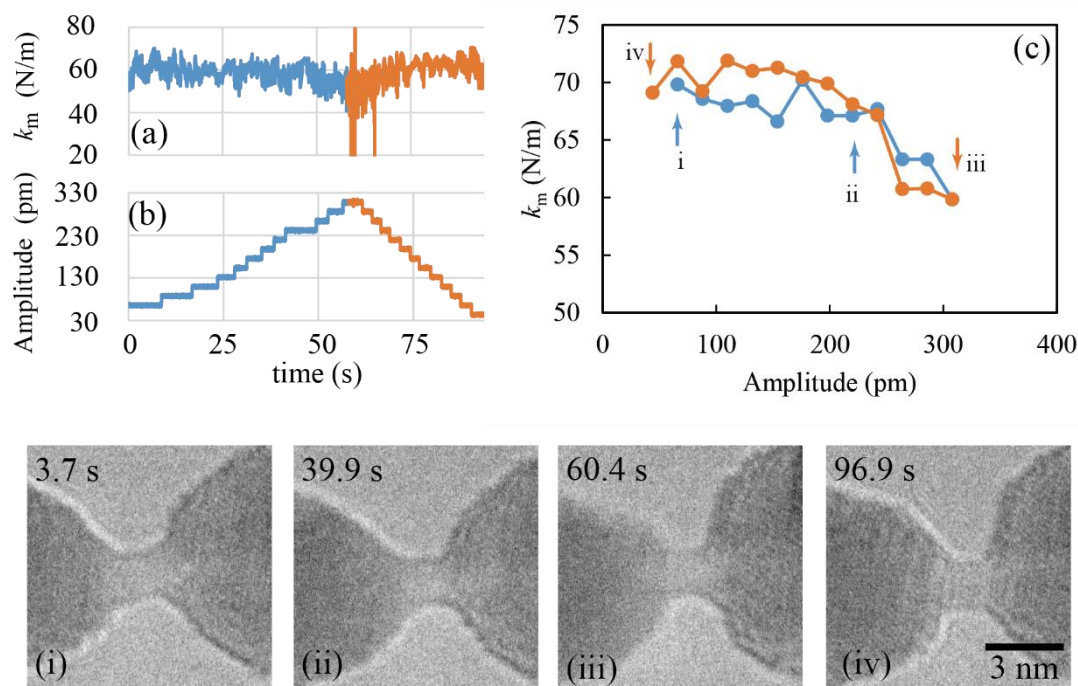 80
60
40
20
k_m (N/m)
(a)
330
230
130
30
Amplitude (pm)
(b)
0
25
50
75
time (s)
75
70
65
60
55
50
k_m (N/m)
(c)
iv
i
ii
iii
0
100
200
300
400
Amplitude (pm)
3.7 s
(i)
39.9 s
(ii)
60.4 s
(iii)
96.9 s
(iv)
3 nm